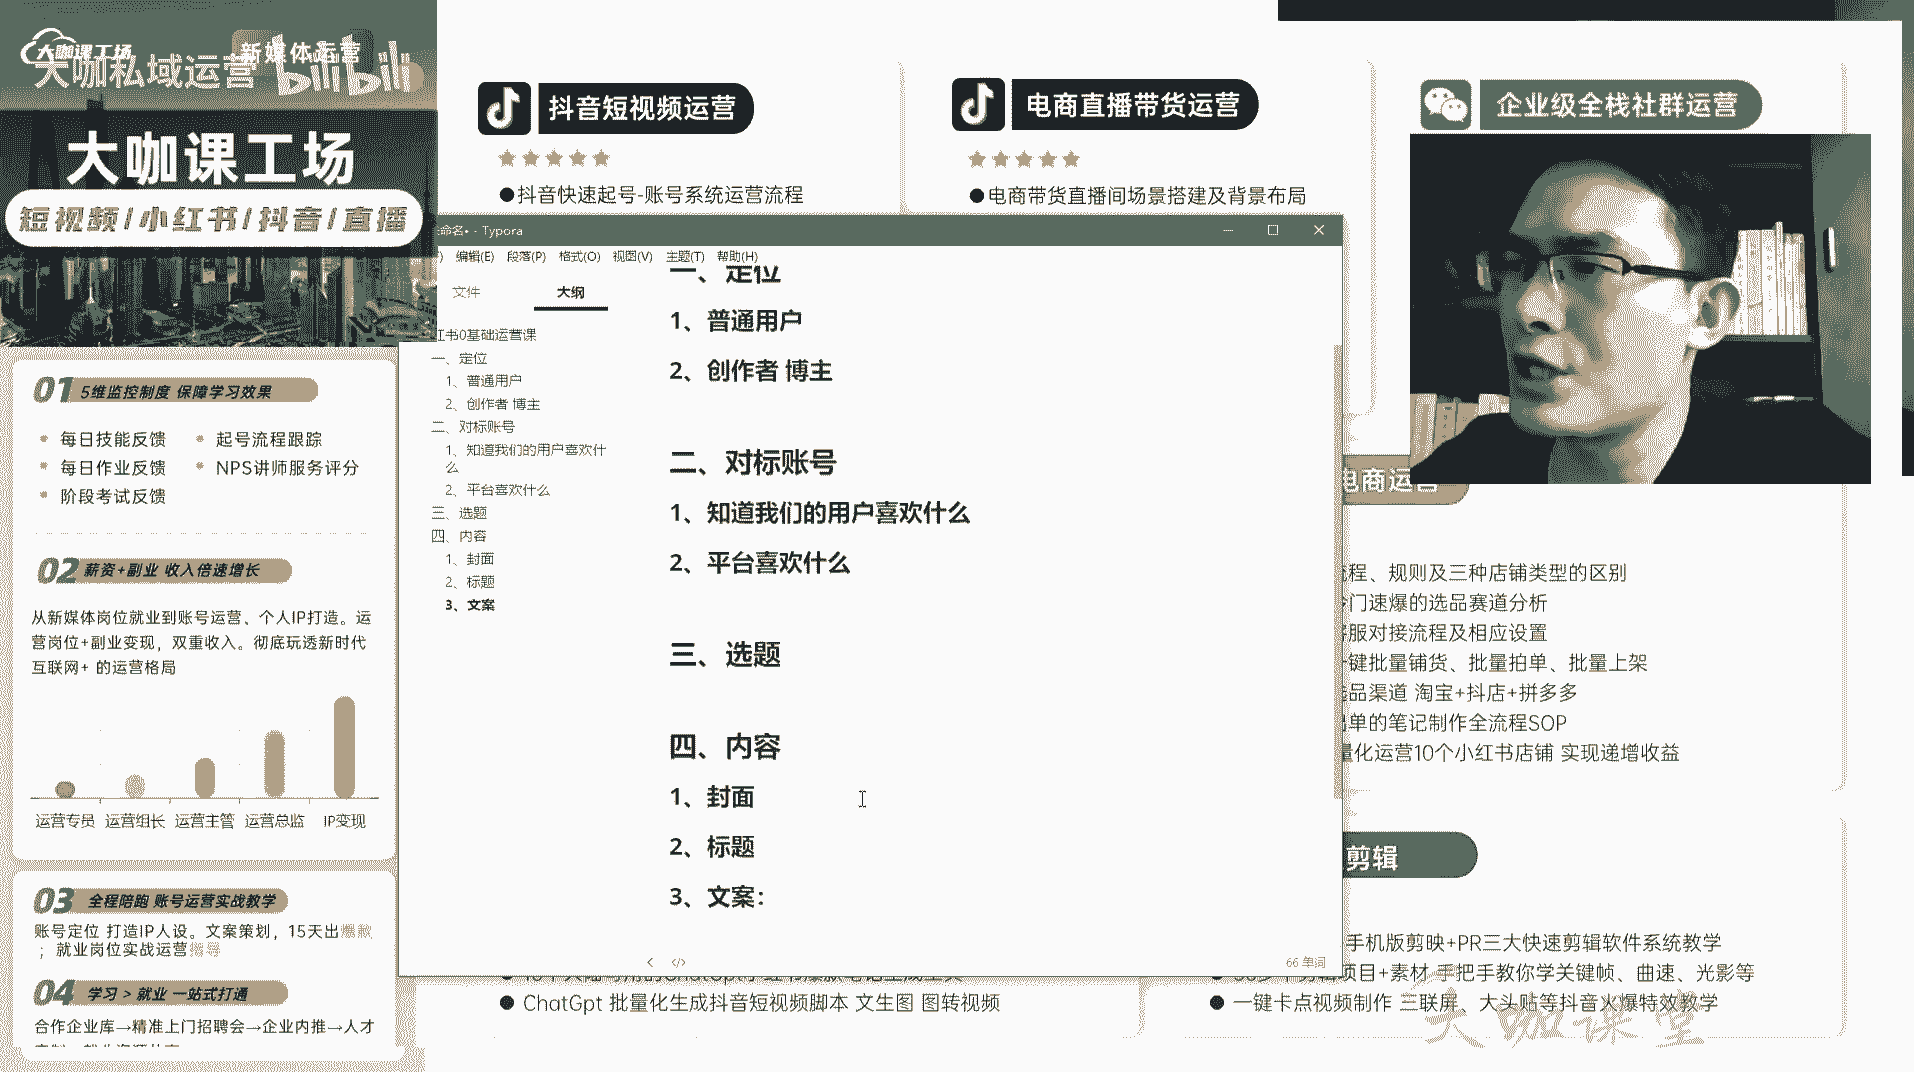 大咖课工场
新媒体运营
大咖私域运营
bilibili
大咖课工场
短视频/小红书/抖音/直播
01 5维监控制度 保障学习效果
每日技能反馈
起号流程跟踪
每日作业反馈
NPS讲师服务评分
阶段考试反馈
02 薪资+副业 收入倍速增长
从新媒体岗位就业到账号运营、个人IP打造。运
营岗位+副业变现，双重收入。彻底玩透新时代
互联网+ 的运营格局
运营专员 运营组长 运营主管 运营总监 IP变现
03 全程陪跑 账号运营实战教学
账号定位 打造IP人设。文案策划，15天出爆款
；就业岗位实战运营指导
04 学习 > 就业 一站式打通
合作企业库→精准上门招聘会→企业内推→人才
抖音短视频运营
●抖音快速起号-账号系统运营流程
电商直播带货运营
●电商带货直播间场景搭建及背景布局
企业级全栈社群运营
命名• - Typora
编辑(E) 段落(P) 格式(O) 视图(V) 主题(T) 帮助(H)
文件 大纲
红书0基础运营课
一、定位
1、普通用户
2、创作者 博主
二、对标账号
1、知道我们的用户喜欢什
么
2、平台喜欢什么
三、选题
四、内容
1、封面
2、标题
3、文案
一、定位
1、普通用户
2、创作者 博主
二、对标账号
1、知道我们的用户喜欢什么
2、平台喜欢什么
三、选题
四、内容
1、封面
2、标题
3、文案：
66 单词
电商运营
流程、规则及三种店铺类型的区别
冷门速爆的选品赛道分析
客服对接流程及相应设置
一键批量铺货、批量拍单、批量上架
选品渠道 淘宝+抖店+拼多多
出单的笔记制作全流程SOP
量化运营10个小红书店铺 实现递增收益
剪辑
手机版剪映+PR三大快速剪辑软件系统教学
项目+素材 手把手教你学关键帧、曲速、光影等
● 一键卡点视频制作 三联屏、大头贴等抖音火爆特效教学
● ChatGpt 批量化生成抖音短视频脚本 文生图 图转视频
大咖课堂